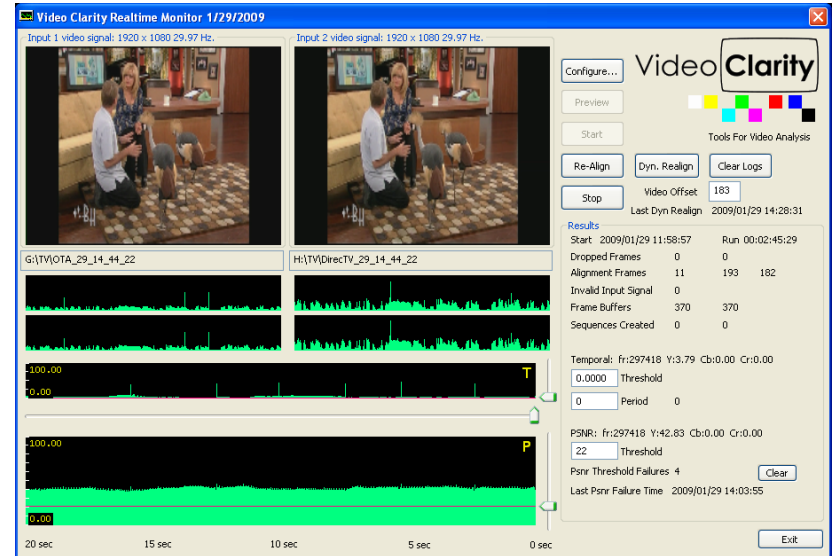 Video Clarity Realtime Monitor 1/29/2009
Input 1 video signal: 1920 x 1080 29.97 Hz.
Input 2 video signal: 1920 x 1080 29.97 Hz.
Configure...
Video Clarity
Preview
Start
Tools For Video Analysis
Re-Align
Dyn. Realign
Clear Logs
Stop
Video Offset 183
Last Dyn Realign 2009/01/29 14:28:31
G:\TV\OTA_29_14_44_22
H:\TV\DirecTV_29_14_44_22
Results
Start 2009/01/29 11:58:57 Run 00:02:45:29
Dropped Frames 0 0
Alignment Frames 11 193 182
Invalid Input Signal 0
Frame Buffers 370 370
Sequences Created 0 0
100.00
T
0.00
Temporal: fr:297418 Y:3.79 Cb:0.00 Cr:0.00
0.0000 Threshold
0 Period 0
100.00
P
0.00
PSNR: fr:297418 Y:42.83 Cb:0.00 Cr:0.00
22 Threshold
Psnr Threshold Failures 4
Clear
Last Psnr Failure Time 2009/01/29 14:03:55
20 sec 15 sec 10 sec 5 sec 0 sec
Exit